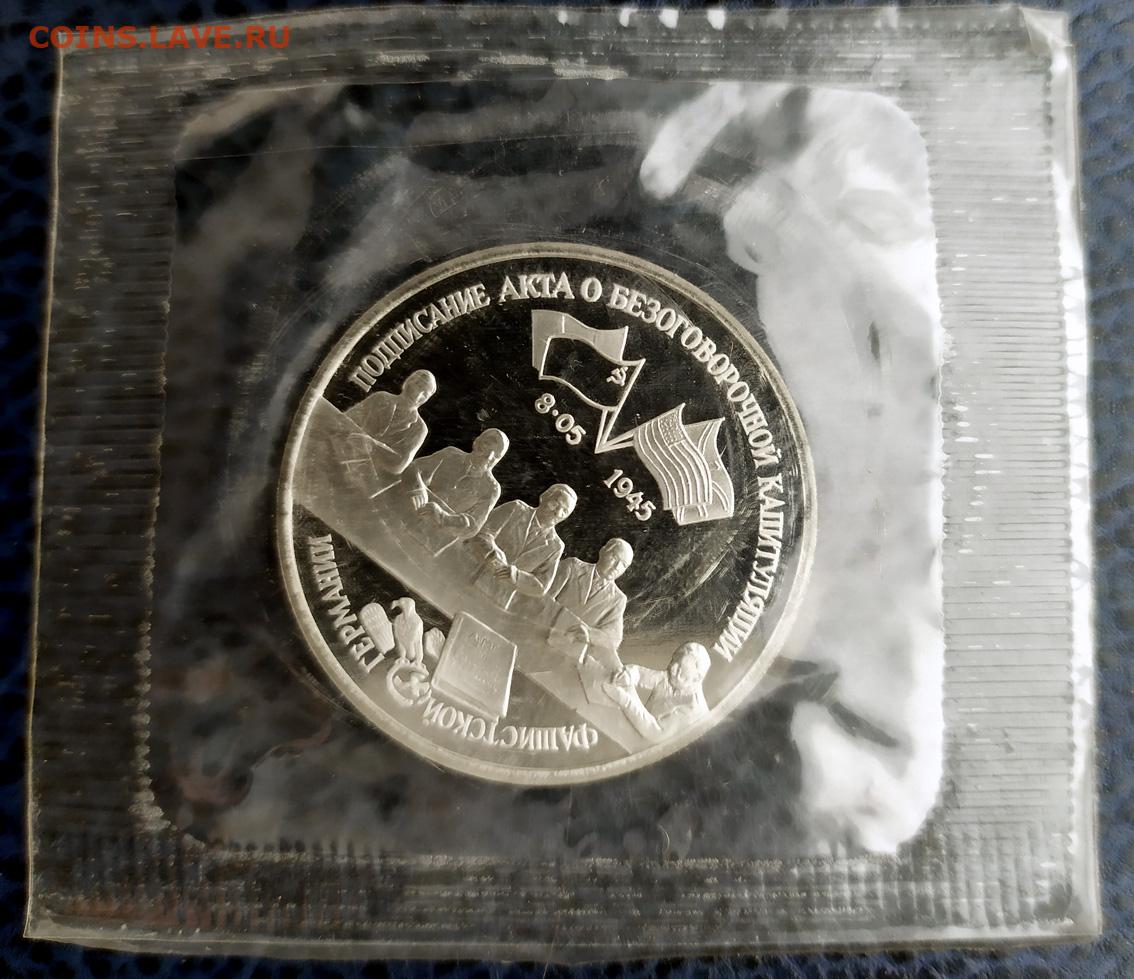 COINS.LAVE.RU
ПОДПИСАНИЕ АКТА О БЕЗОГОВОРОЧНОЙ КАПИТУЛЯЦИИ
ФАШИСТСКОЙ ГЕРМАНИИ
8·05
1945